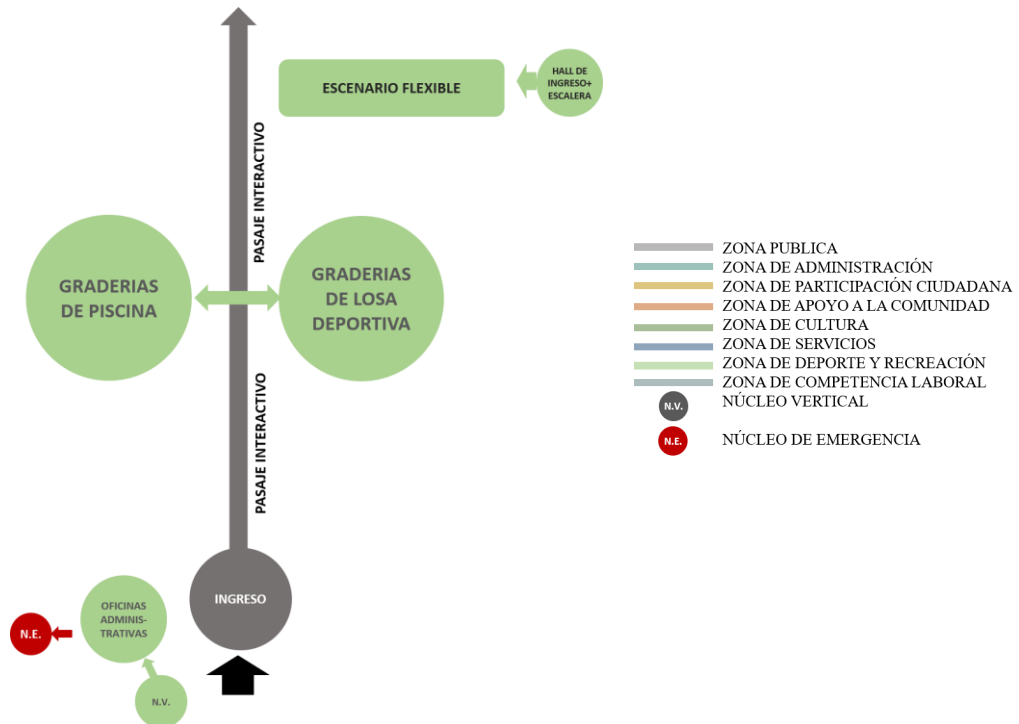 HALL DE
INGRESO+
ESCALERA
ESCENARIO FLEXIBLE
PASAJE INTERACTIVO
GRADERIAS
DE PISCINA
GRADERIAS
DE LOSA
DEPORTIVA
PASAJE INTERACTIVO
INGRESO
OFICINAS
ADMINIS-
TRATIVAS
N.E.
N.V.
ZONA PUBLICA
ZONA DE ADMINISTRACIÓN
ZONA DE PARTICIPACIÓN CIUDADANA
ZONA DE APOYO A LA COMUNIDAD
ZONA DE CULTURA
ZONA DE SERVICIOS
ZONA DE DEPORTE Y RECREACIÓN
ZONA DE COMPETENCIA LABORAL
N.V. NÚCLEO VERTICAL
N.E. NÚCLEO DE EMERGENCIA